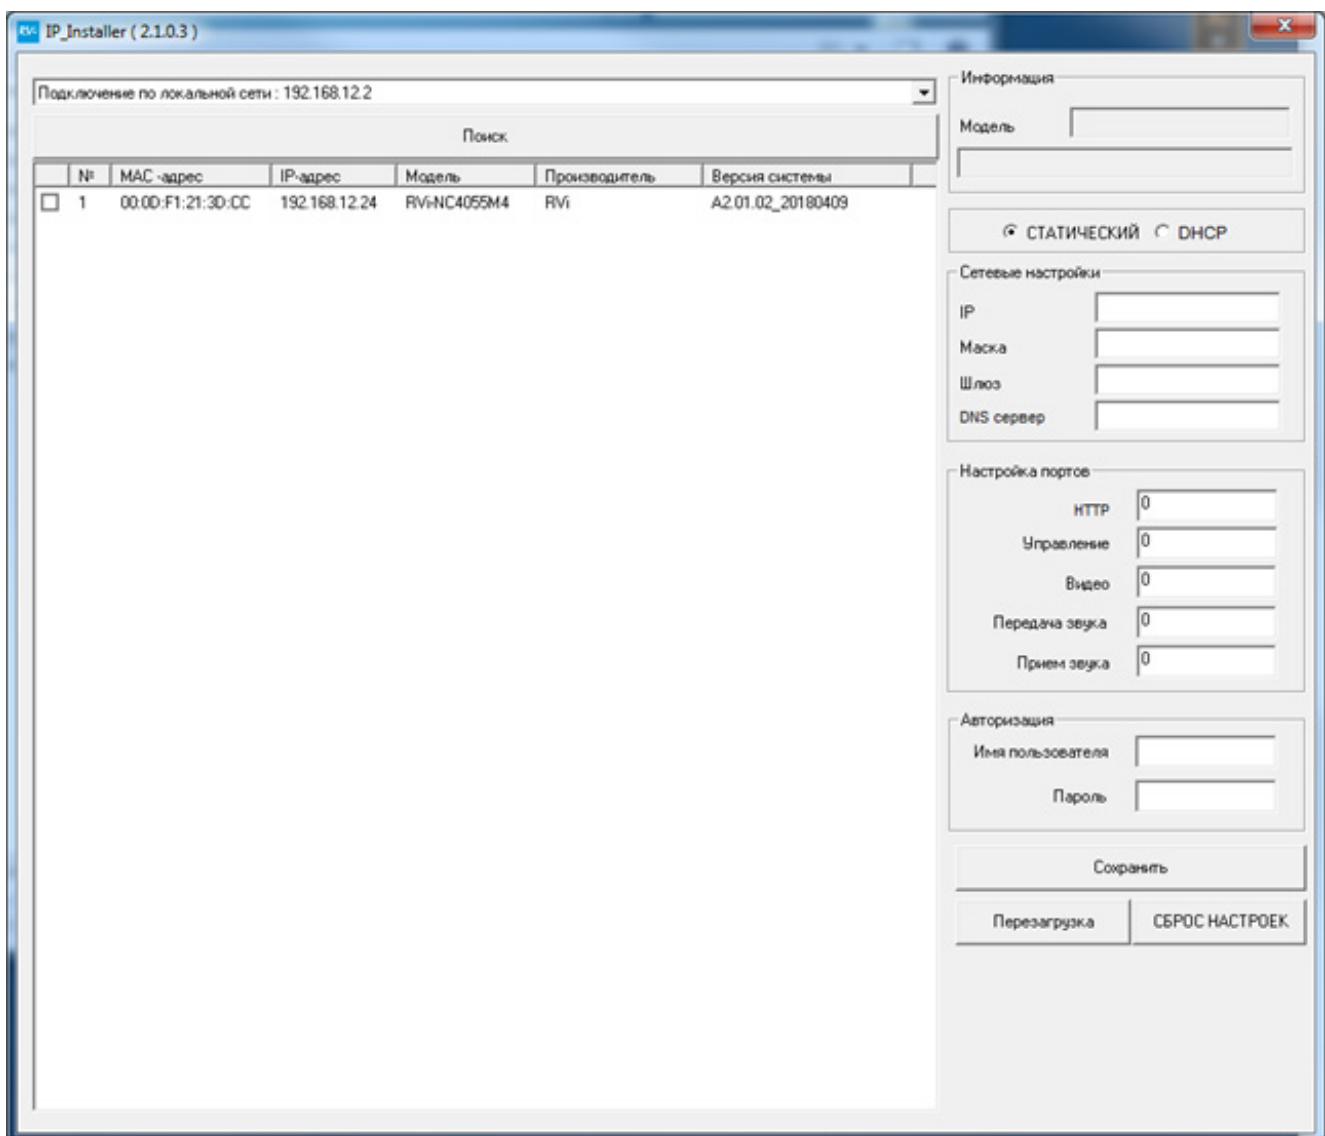 RVi IP_Installer ( 2.1.0.3 )
Подключение по локальной сети : 192.168.12.2
Поиск
№ MAC -адрес IP-адрес Модель Производитель Версия системы
1 00:0D:F1:21:3D:CC 192.168.12.24 RVi-NC4055M4 RVi A2.01.02_20180409
Информация
Модель
СТАТИЧЕСКИЙ DHCP
Сетевые настройки
IP
Маска
Шлюз
DNS сервер
Настройка портов
HTTP 0
Управление 0
Видео 0
Передача звука 0
Прием звука 0
Авторизация
Имя пользователя
Пароль
Сохранить
Перезагрузка СБРОС НАСТРОЕК